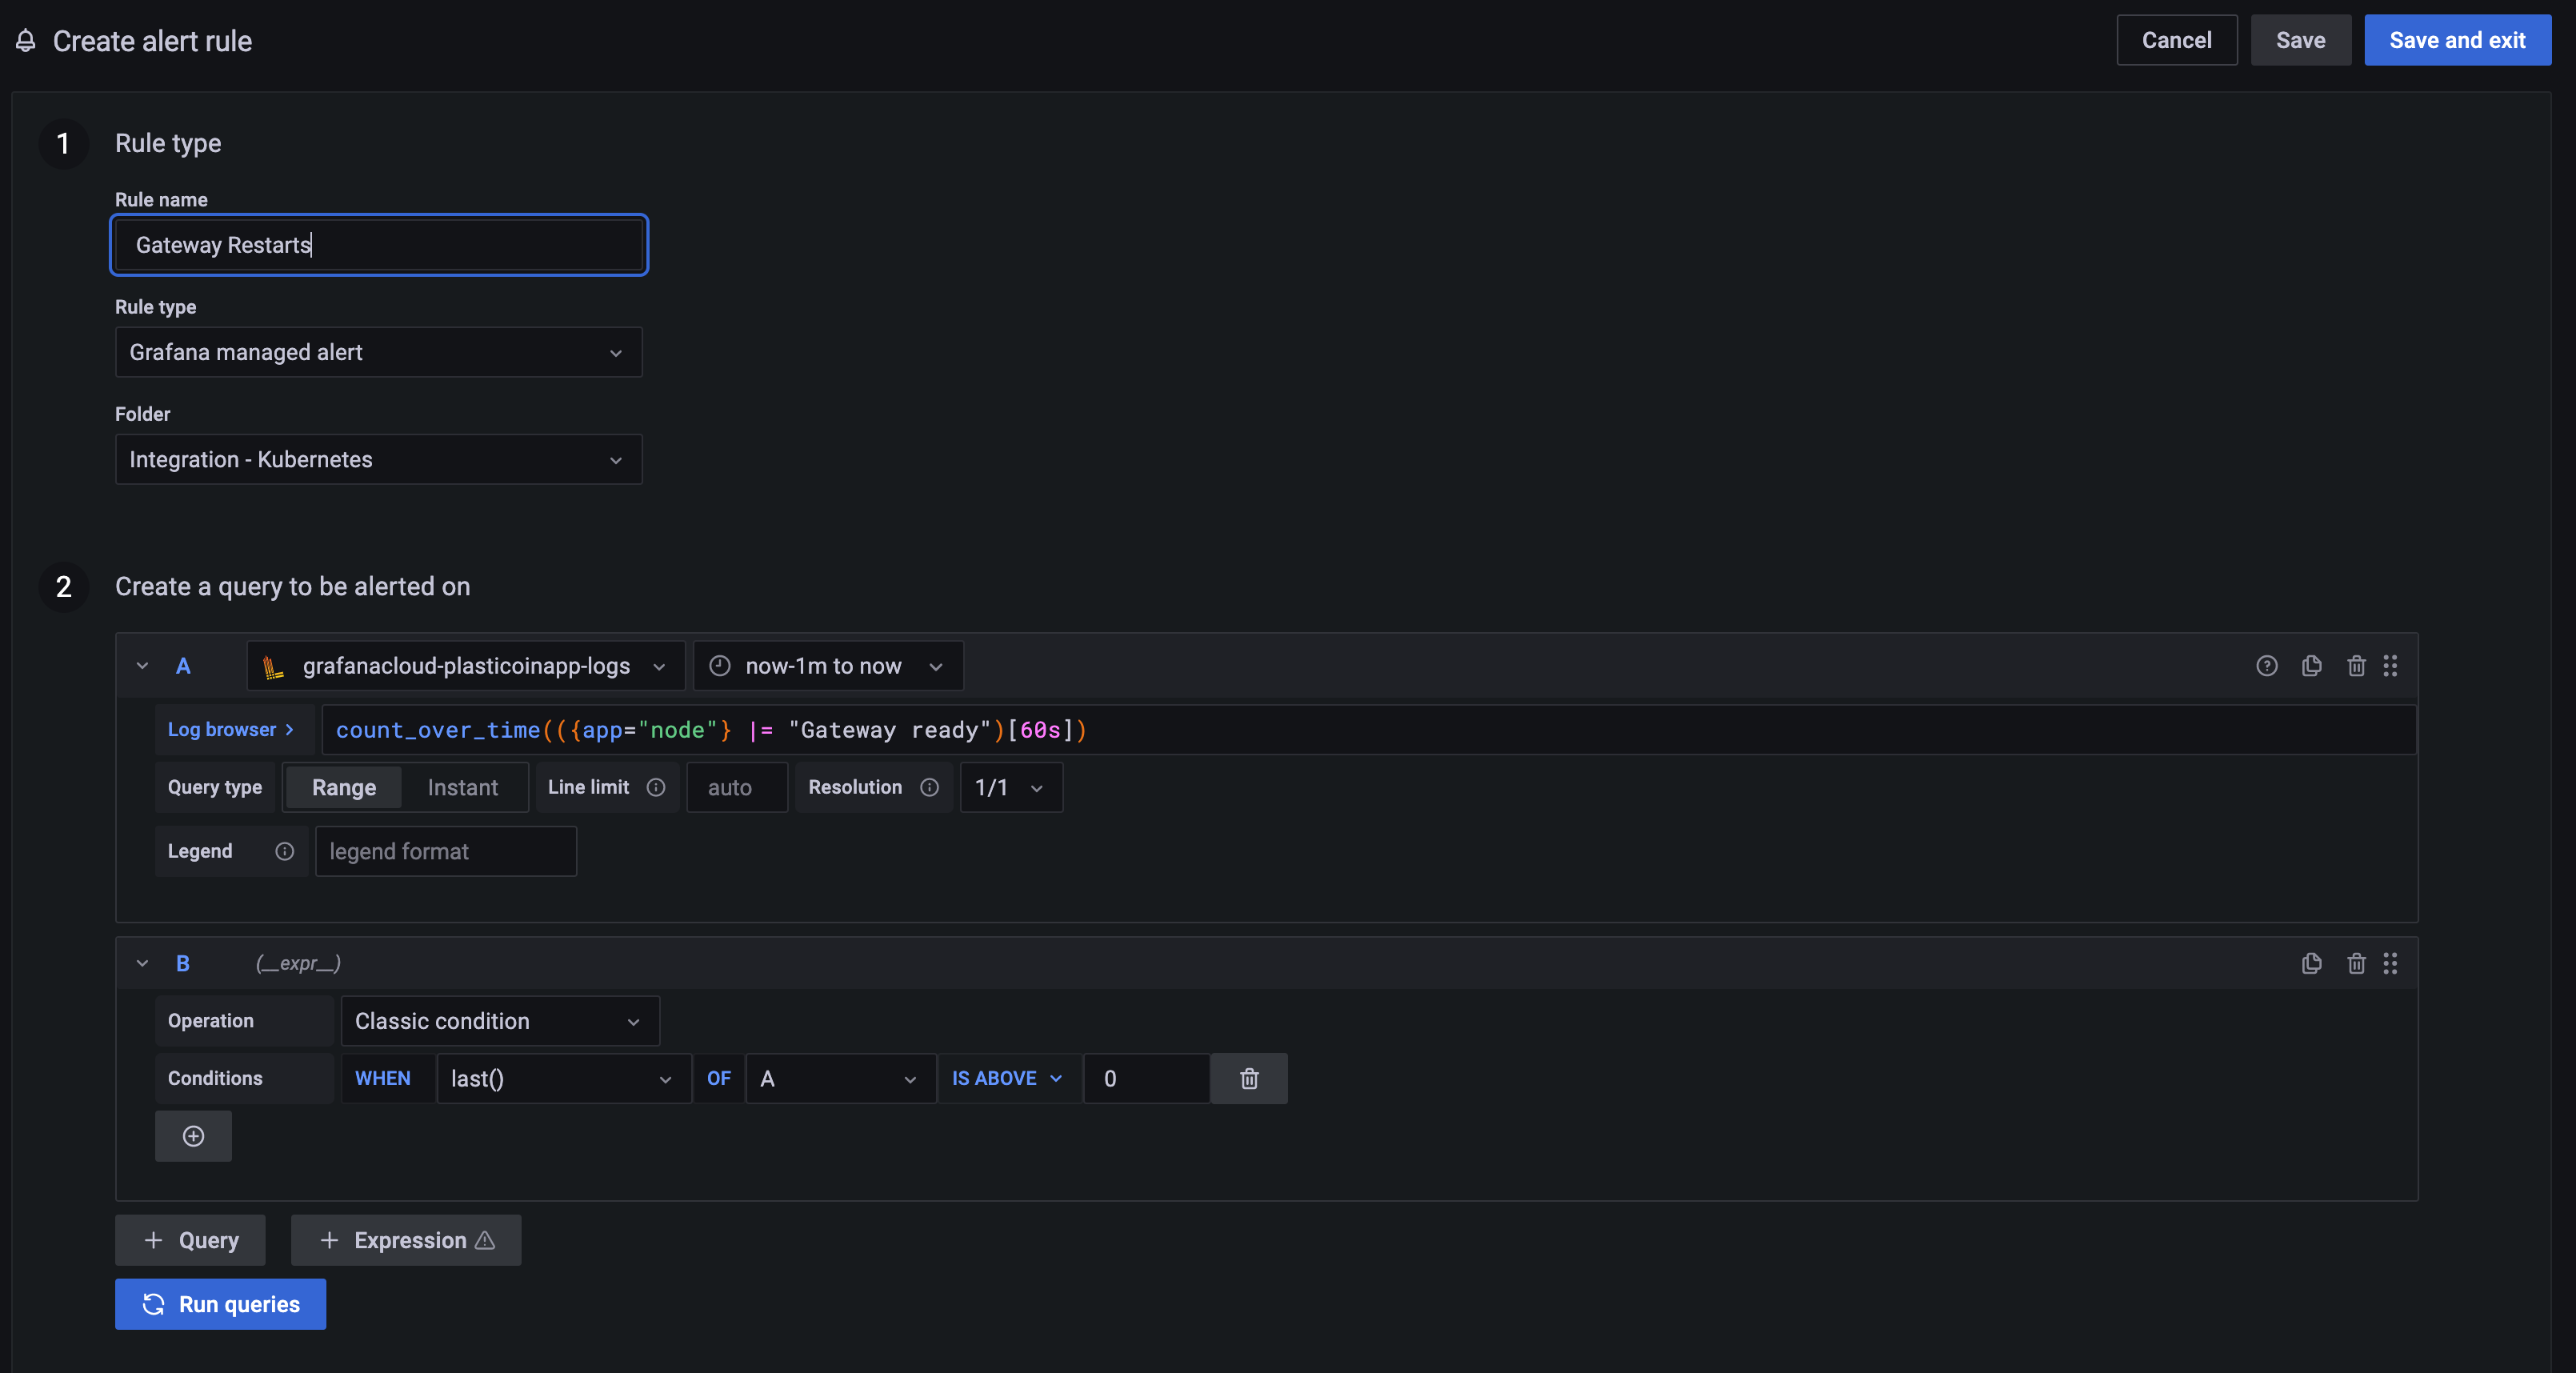 Create alert rule
Cancel Save Save and exit
1 Rule type
Rule name
Gateway Restarts
Rule type
Grafana managed alert
Folder
Integration - Kubernetes
2 Create a query to be alerted on
A grafanacloud-plasticoinapp-logs now-1m to now
Log browser > count_over_time(({app="node"} |= "Gateway ready")[60s])
Query type Range Instant Line limit auto Resolution 1/1
Legend legend format
B (__expr__)
Operation Classic condition
Conditions WHEN last() OF A IS ABOVE 0
+ Query + Expression
Run queries